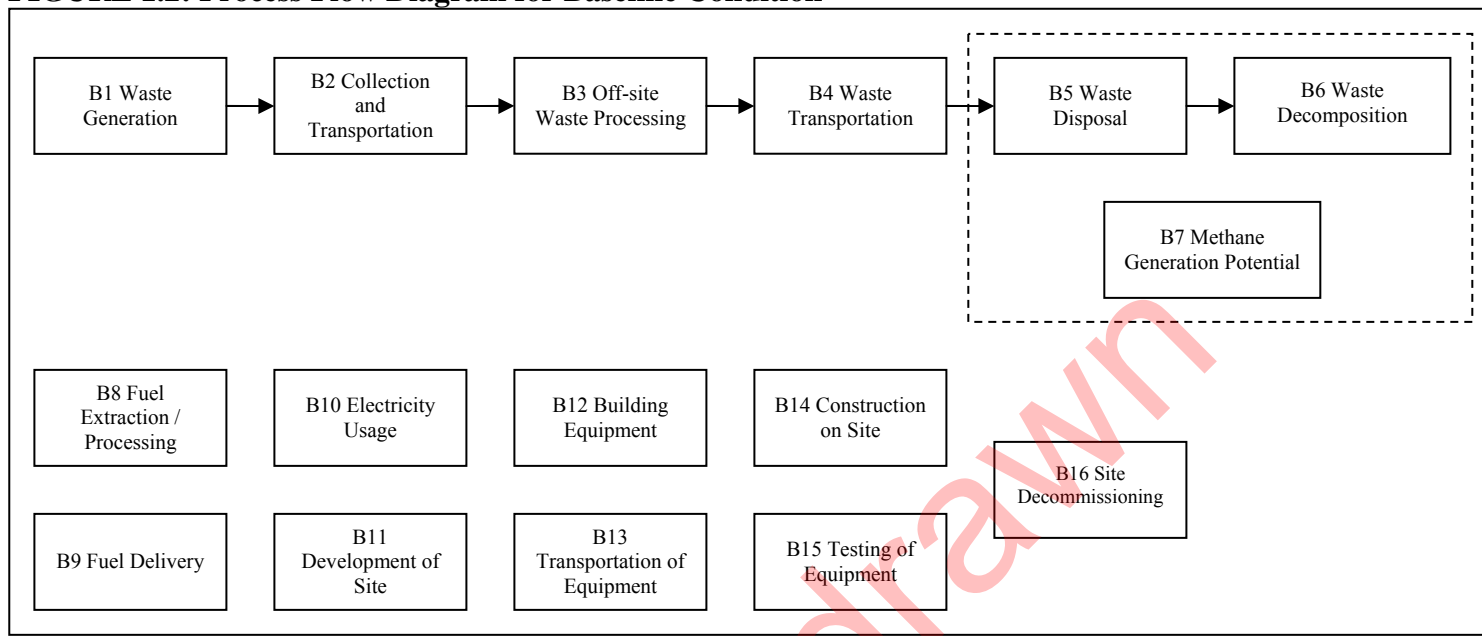 FIGURE 1.2: Process Flow Diagram for Baseline Condition
B1 Waste
Generation
B2 Collection
and
Transportation
B3 Off-site
Waste Processing
B4 Waste
Transportation
B5 Waste
Disposal
B6 Waste
Decomposition
B7 Methane
Generation Potential
B8 Fuel
Extraction /
Processing
B10 Electricity
Usage
B12 Building
Equipment
B14 Construction
on Site
B16 Site
Decommissioning
B9 Fuel Delivery
B11
Development of
Site
B13
Transportation of
Equipment
B15 Testing of
Equipment
drawn